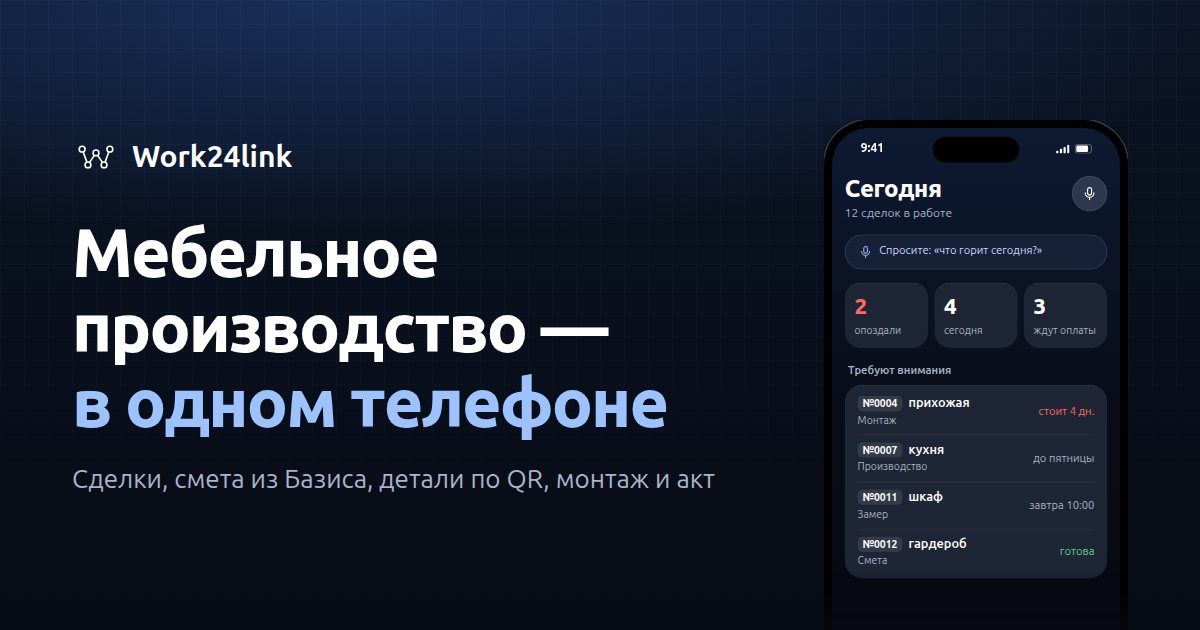 Work24link
Мебельное
производство —
в одном телефоне
Сделки, смета из Базиса, детали по QR, монтаж и акт
9:41
Сегодня
12 сделок в работе
Спросите: «что горит сегодня?»
2
опоздали
4
сегодня
3
ждут оплаты
Требуют внимания
№0004 прихожая
Монтаж
стоит 4 дн.
№0007 кухня
Производство
до пятницы
№0011 шкаф
Замер
завтра 10:00
№0012 гардероб
Смета
готова